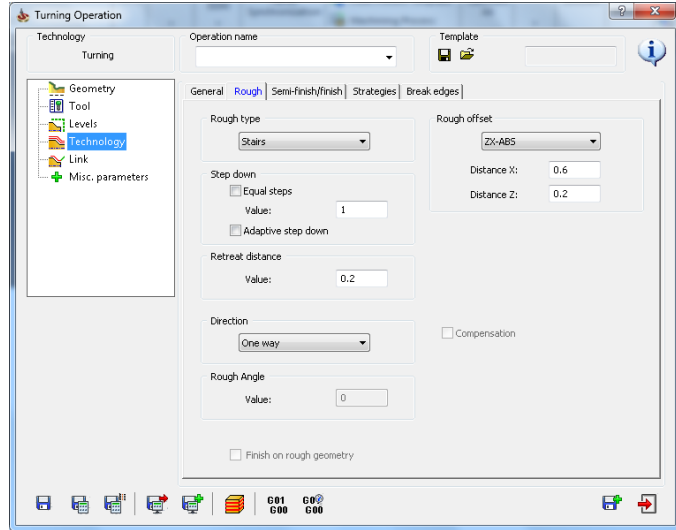 Turning Operation
Technology
Turning
Operation name
Template
Geometry
Tool
Levels
Technology
Link
Misc. parameters
General
Rough
Semi-finish/finish
Strategies
Break edges
Rough type
Stairs
Step down
Equal steps
Value:
1
Adaptive step down
Retreat distance
Value:
0.2
Direction
One way
Rough Angle
Value:
0
Finish on rough geometry
Rough offset
ZX-ABS
Distance X:
0.6
Distance Z:
0.2
Compensation
G01
G00
G0?
G00